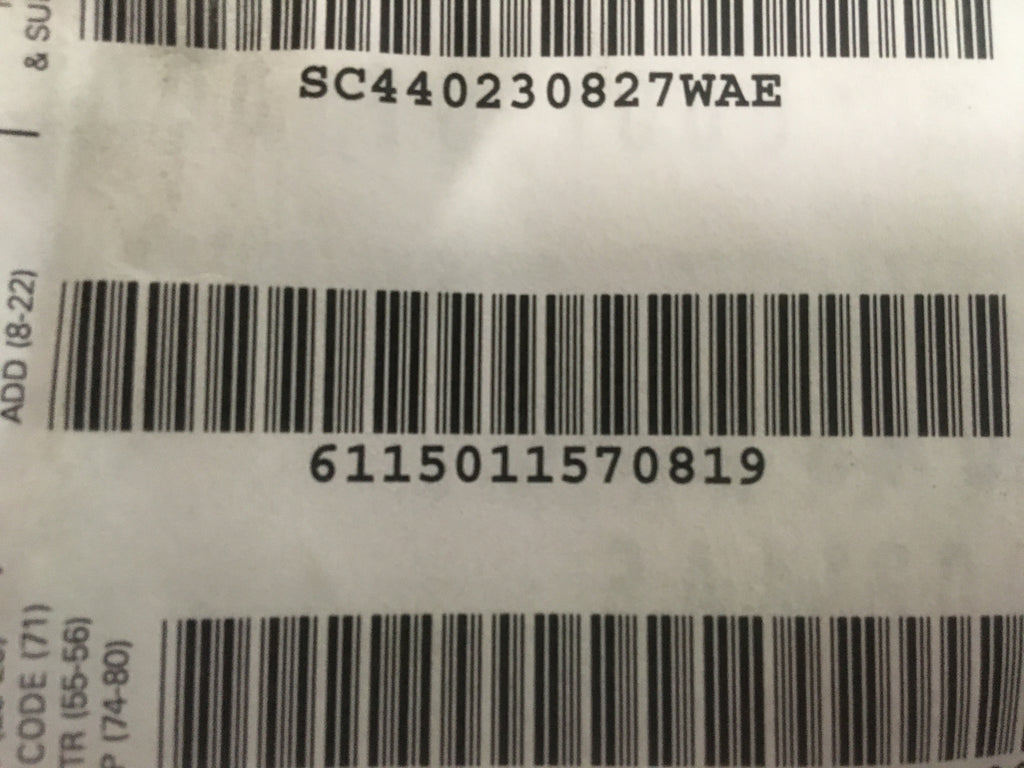 & SU
SC440230827WAE
ADD (8-22)
6115011570819
CODE (71)
TR (55-56)
P (74-80)